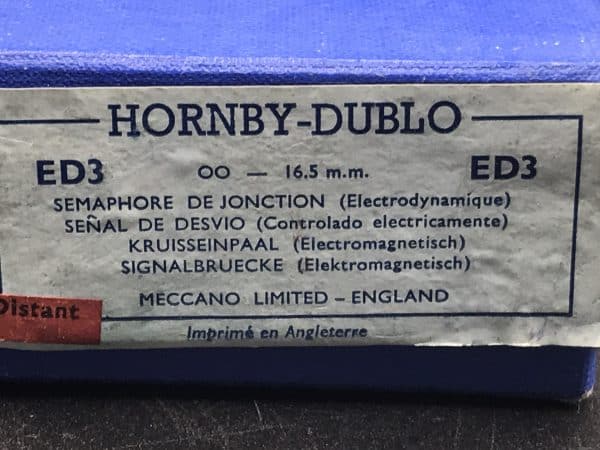 HORNBY-DUBLO
ED3 OO — 16.5 m.m. ED3
SEMAPHORE DE JONCTION (Electrodynamique)
SEÑAL DE DESVIO (Controlado electricamente)
KRUISSEINPAAL (Electromagnetisch)
SIGNALBRUECKE (Elektromagnetisch)
MECCANO LIMITED – ENGLAND
Distant
Imprimé en Angleterre